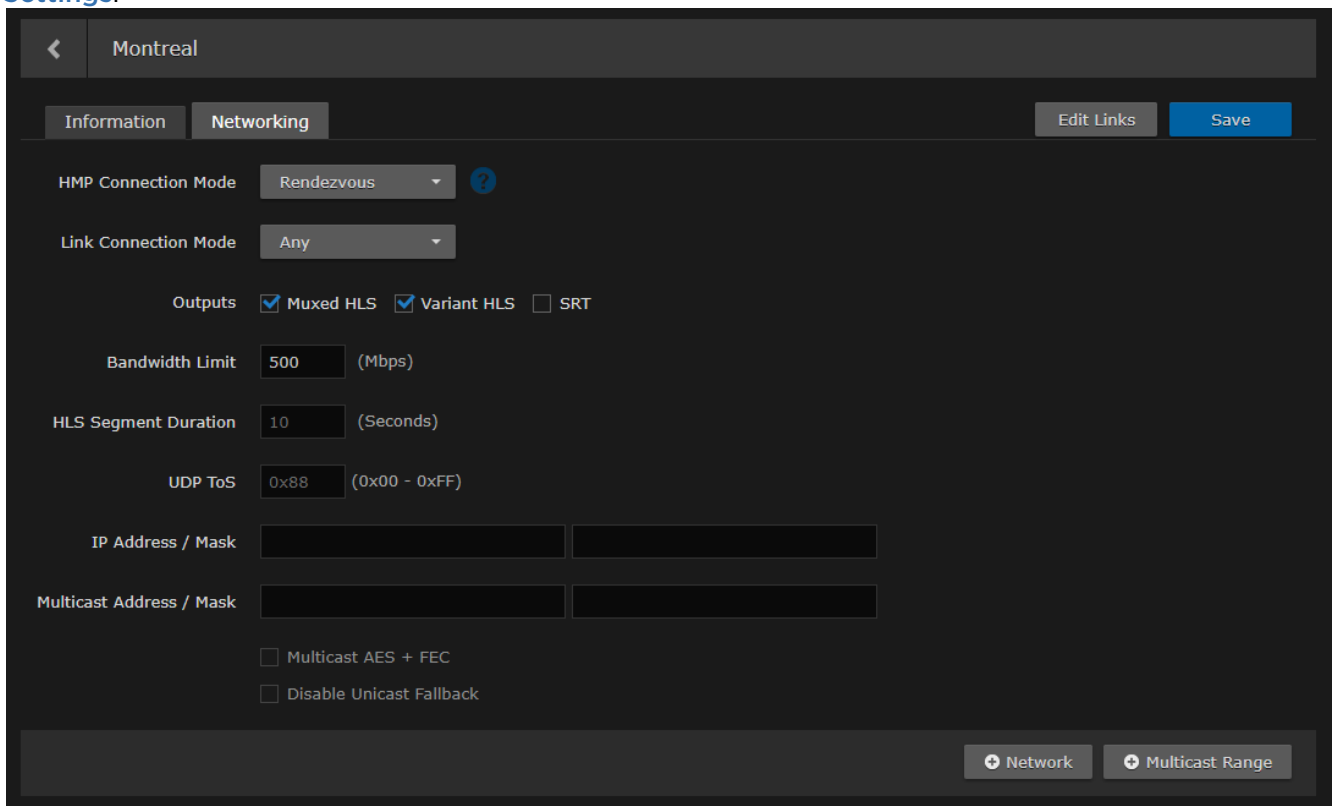 Settings.
Montreal
Information Networking Edit Links Save
HMP Connection Mode Rendezvous ?
Link Connection Mode Any
Outputs Muxed HLS Variant HLS SRT
Bandwidth Limit 500 (Mbps)
HLS Segment Duration 10 (Seconds)
UDP ToS 0x88 (0x00 - 0xFF)
IP Address / Mask
Multicast Address / Mask
Multicast AES + FEC
Disable Unicast Fallback
Network Multicast Range